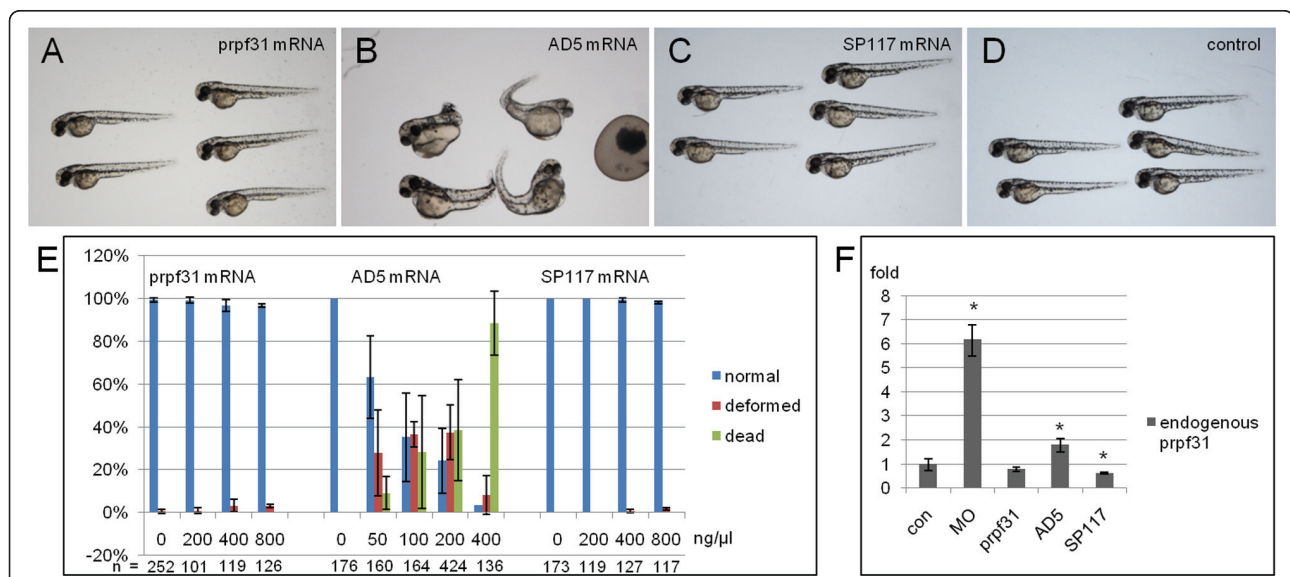 A prpf31 mRNA
B AD5 mRNA
C SP117 mRNA
D control
E
prpf31 mRNA AD5 mRNA SP117 mRNA
120%
100%
80%
60%
40%
20%
0%
-20%
normal
deformed
dead
0 200 400 800 0 50 100 200 400 0 200 400 800 ng/µl
n = 252 101 119 126 176 160 164 424 136 173 119 127 117
F
fold
8
7
6
5
4
3
2
1
0
* * *
con MO prpf31 AD5 SP117
endogenous
prpf31